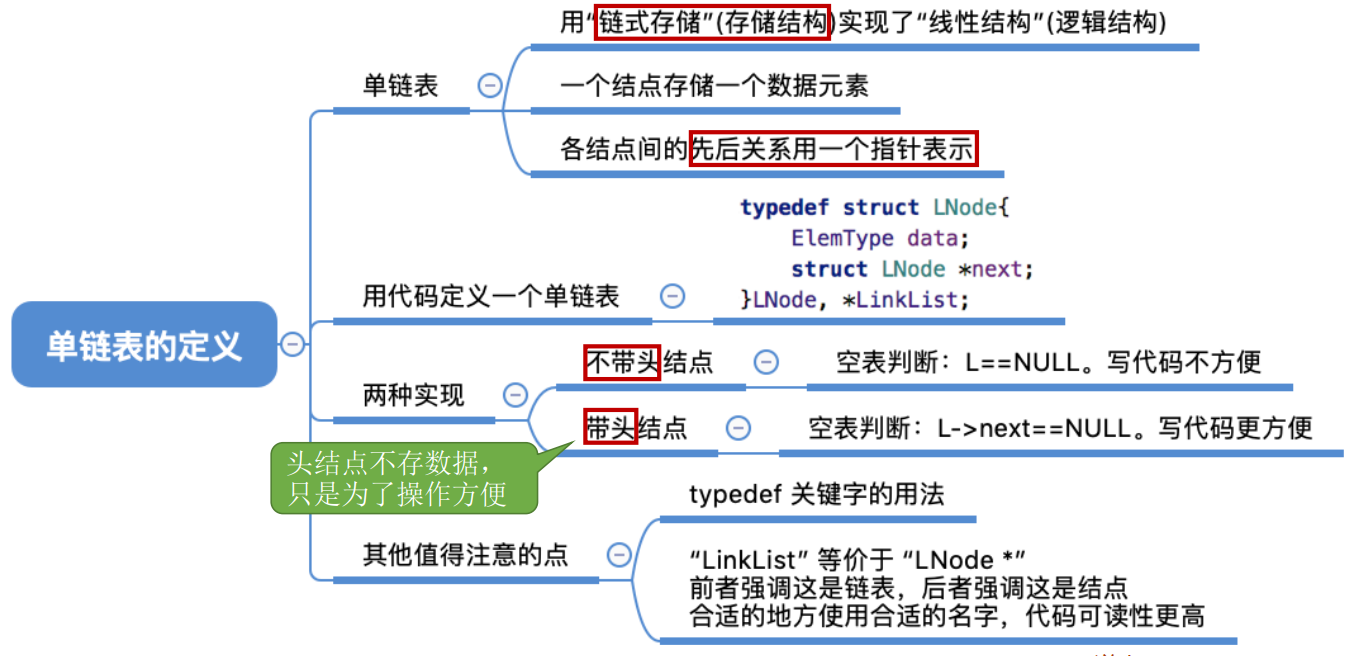 用“链式存储”(存储结构)实现了“线性结构”(逻辑结构)
单链表
一个结点存储一个数据元素
各结点间的先后关系用一个指针表示
typedef struct LNode{
ElemType data;
struct LNode *next;
}LNode, *LinkList;
用代码定义一个单链表
单链表的定义
不带头结点
空表判断：L==NULL。写代码不方便
两种实现
带头结点
空表判断：L->next==NULL。写代码更方便
头结点不存数据，
只是为了操作方便
typedef 关键字的用法
其他值得注意的点
“LinkList” 等价于 “LNode *”
前者强调这是链表，后者强调这是结点
合适的地方使用合适的名字，代码可读性更高